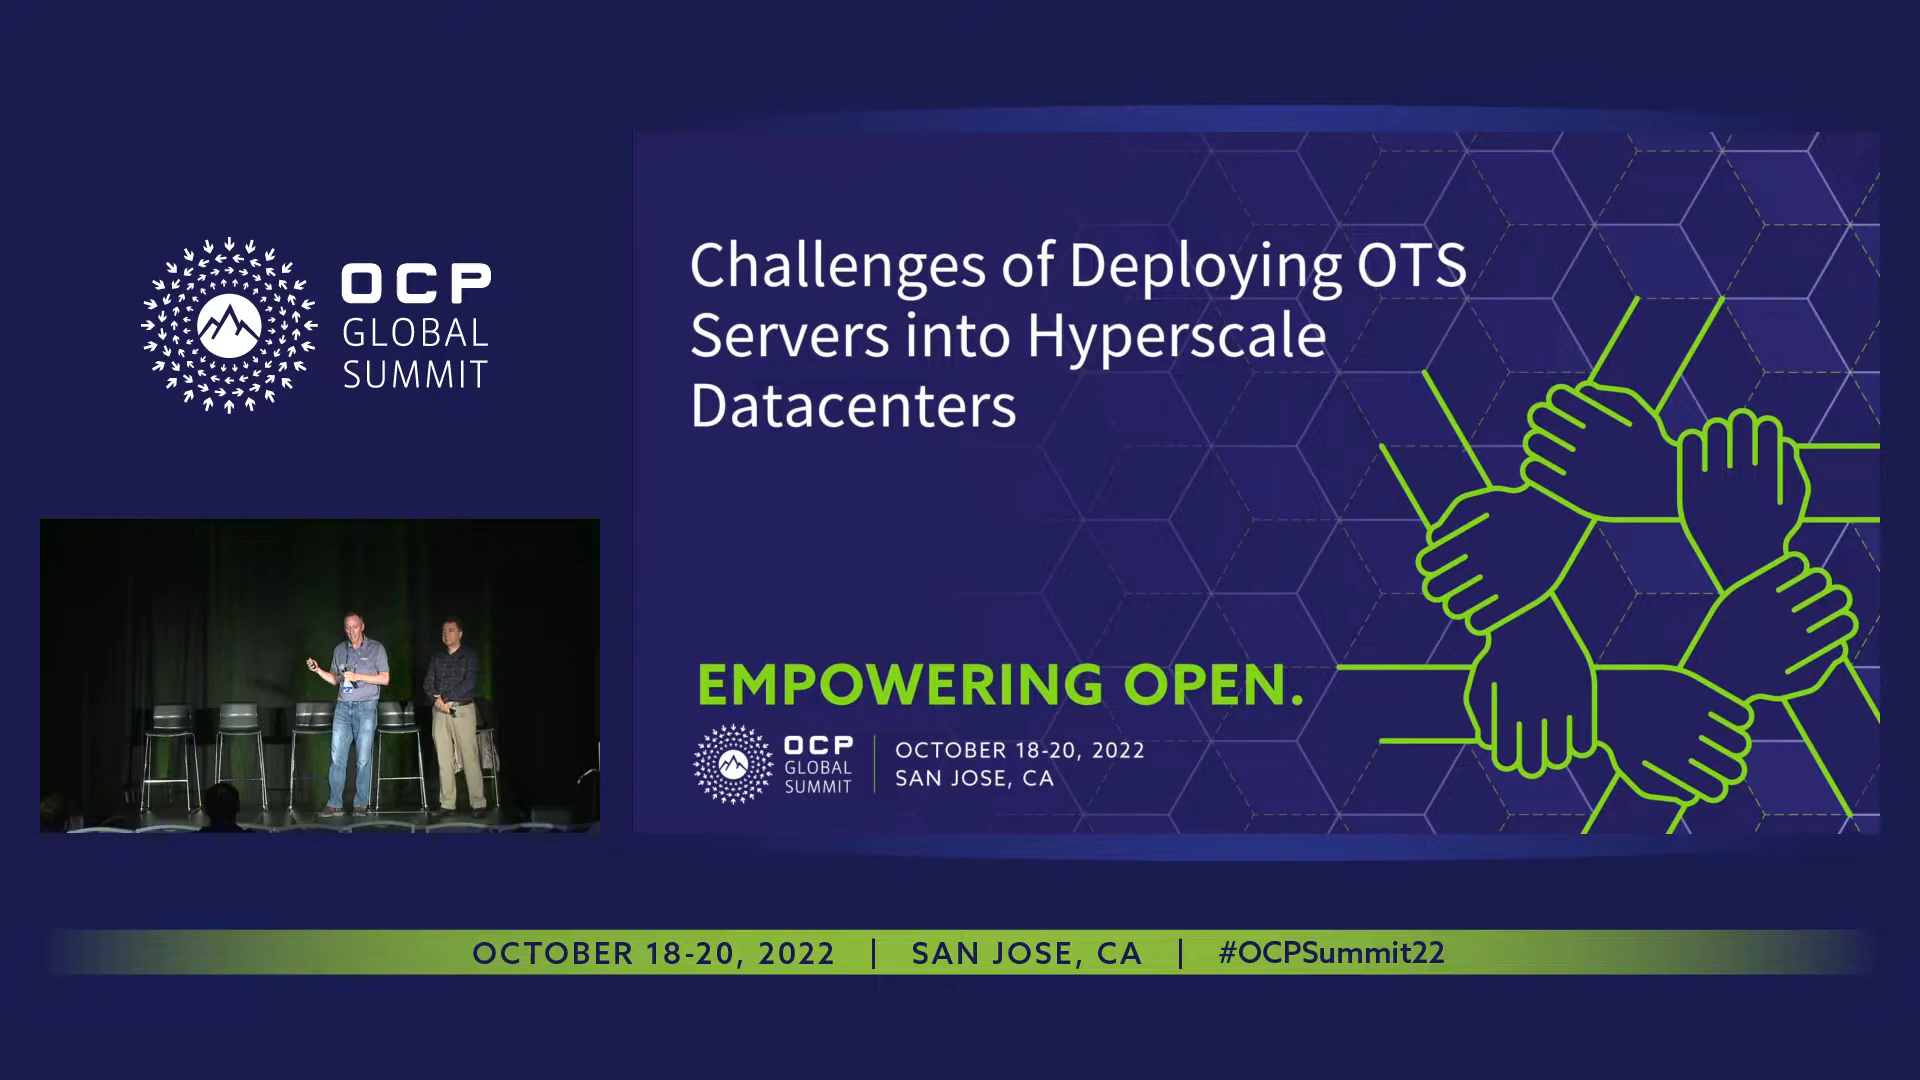 OCP
GLOBAL
SUMMIT
Challenges of Deploying OTS
Servers into Hyperscale
Datacenters
EMPOWERING OPEN.
OCP
GLOBAL
SUMMIT
OCTOBER 18-20, 2022
SAN JOSE, CA
OCTOBER 18-20, 2022 | SAN JOSE, CA | #OCPSummit22